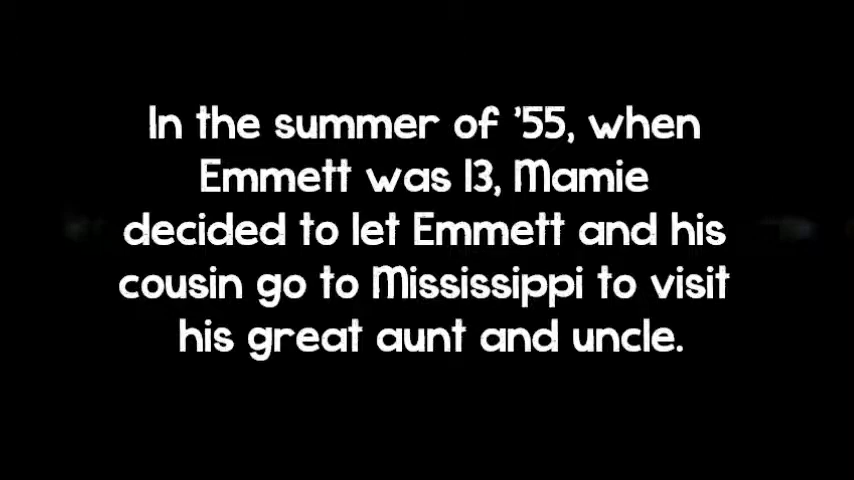 In the summer of '55, when
Emmett was 13, Mamie
decided to let Emmett and his
cousin go to Mississippi to visit
his great aunt and uncle.